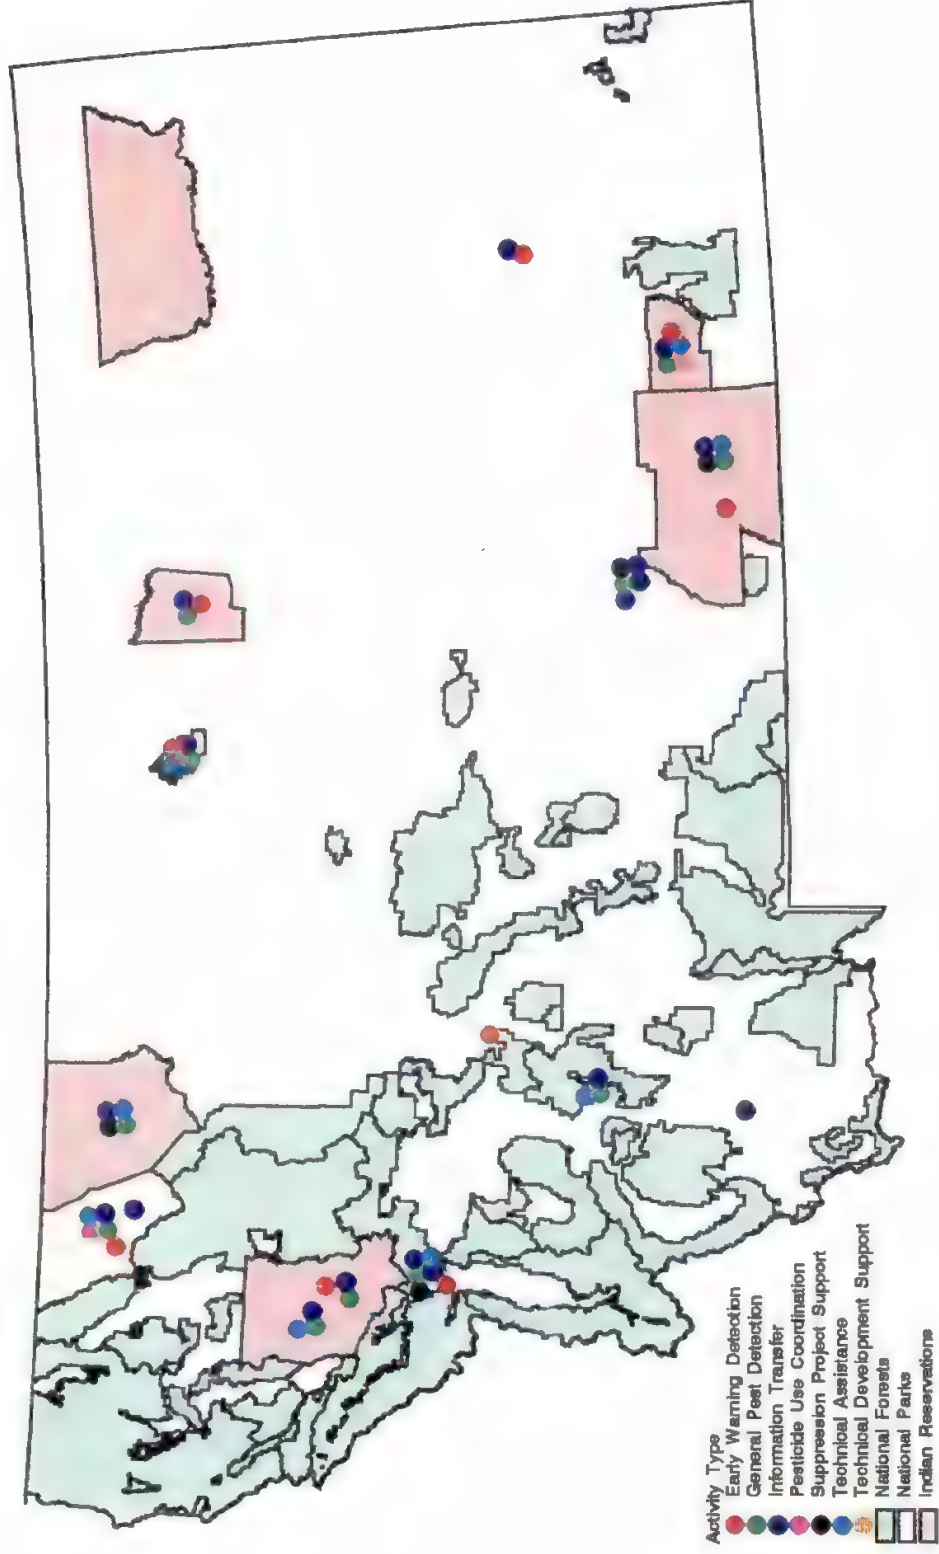 Activity Type
Early Warning Detection
General Pest Detection
Information Transfer
Pesticide Use Coordination
Suppression Project Support
Technical Assistance
Technical Development Support
National Forests
National Parks
Indian Reservations